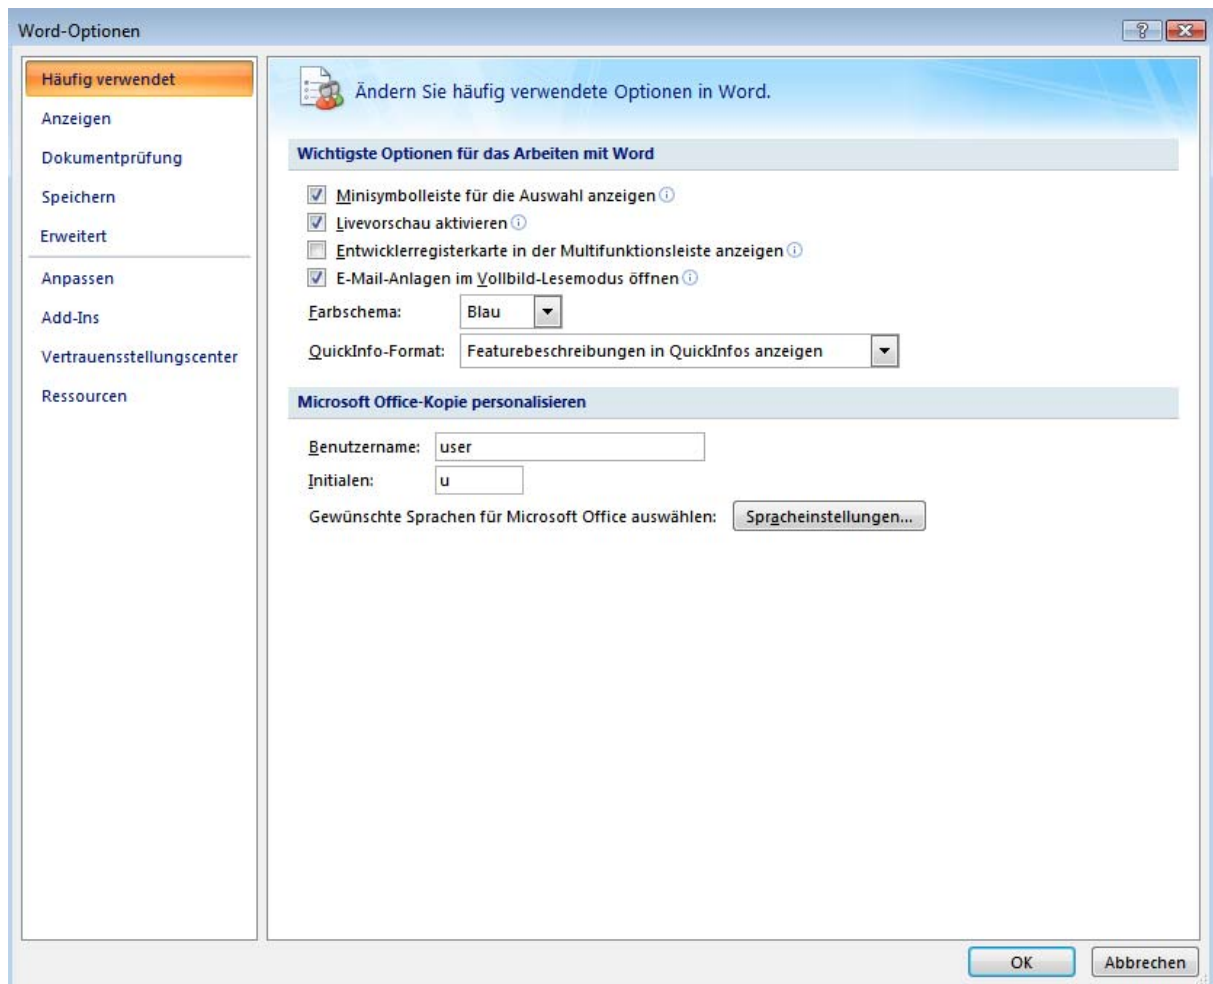 Word-Optionen
Häufig verwendet
Anzeigen
Dokumentprüfung
Speichern
Erweitert
Anpassen
Add-Ins
Vertrauensstellungscenter
Ressourcen
Ändern Sie häufig verwendete Optionen in Word.
Wichtigste Optionen für das Arbeiten mit Word
Minisymbolleiste für die Auswahl anzeigen
Livevorschau aktivieren
Entwicklerregisterkarte in der Multifunktionsleiste anzeigen
E-Mail-Anlagen im Vollbild-Lesemodus öffnen
Farbschema: Blau
QuickInfo-Format: Featurebeschreibungen in QuickInfos anzeigen
Microsoft Office-Kopie personalisieren
Benutzername: user
Initialen: u
Gewünschte Sprachen für Microsoft Office auswählen: Spracheinstellungen...
OK Abbrechen